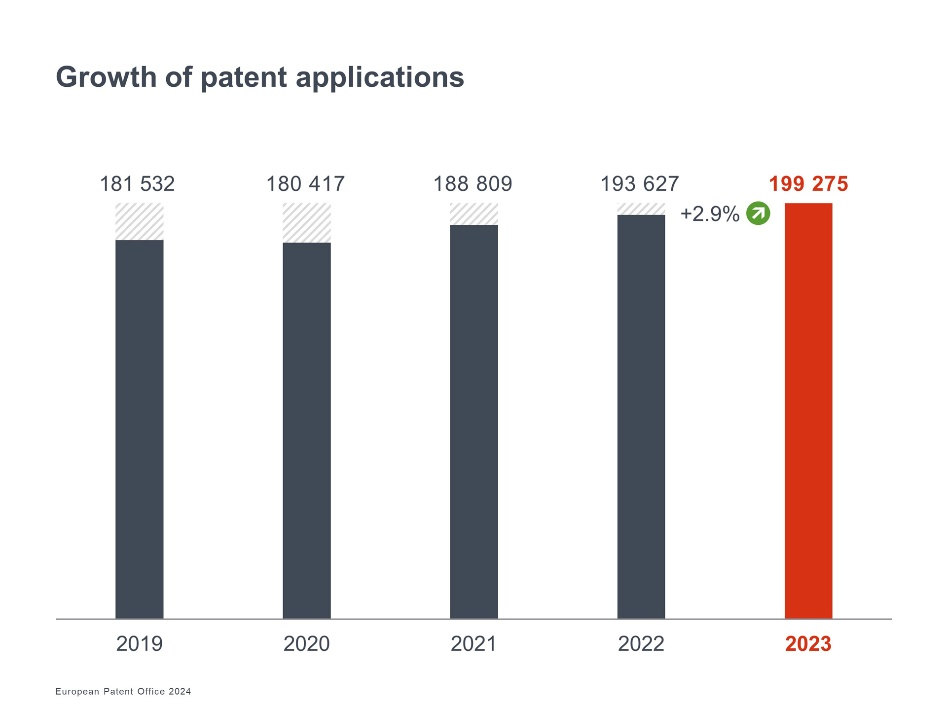 Growth of patent applications
181 532 180 417 188 809 193 627 199 275
+2.9%
2019 2020 2021 2022 2023
European Patent Office 2024